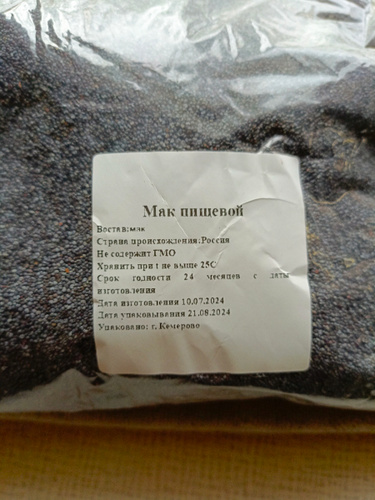 Мак пищевой
Состав:мак
Страна происхождения:Россия
Не содержит ГМО
Хранить при t не выше 25С
Срок годности 24 месяцев с даты
изготовления
Дата изготовления 10.07.2024
Дата упаковывания 21.08.2024
Упаковано: г. Кемерово